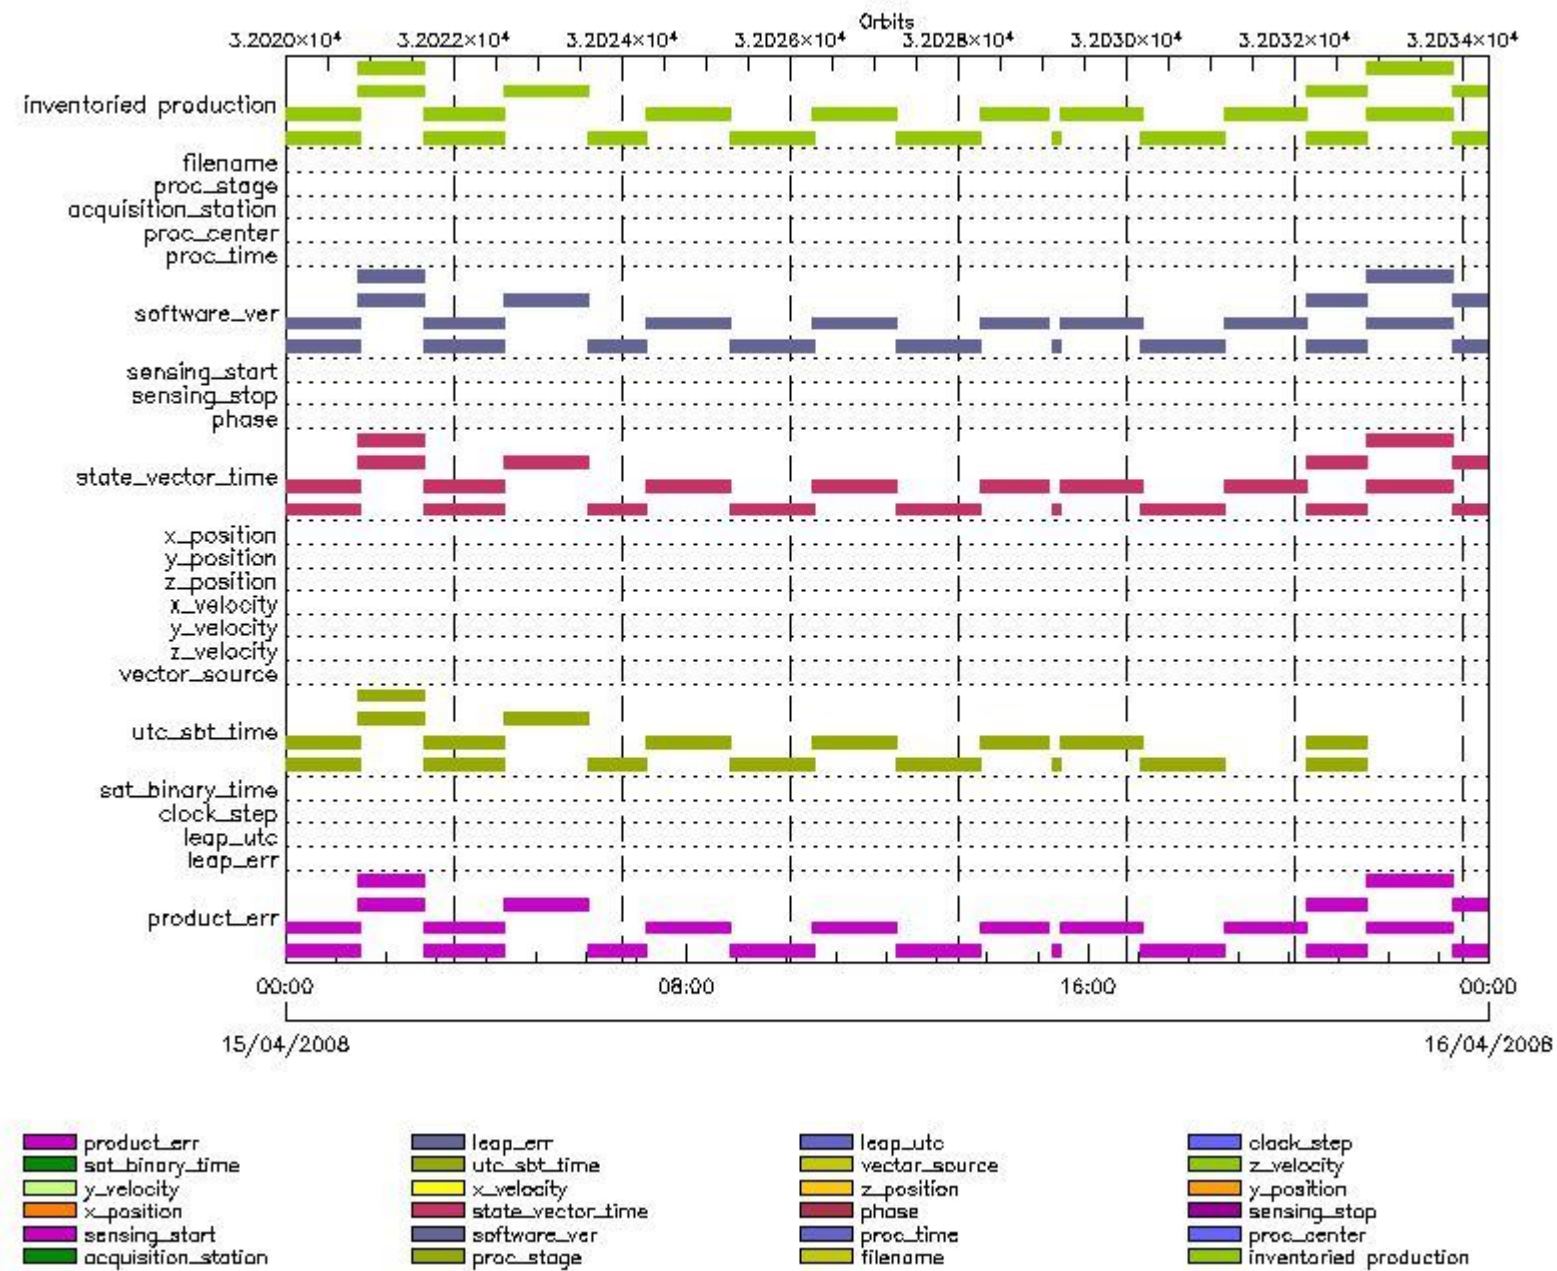 Orbits
3.2020×10⁴ 3.2022×10⁴ 3.2024×10⁴ 3.2026×10⁴ 3.2028×10⁴ 3.2030×10⁴ 3.2032×10⁴ 3.2034×10⁴
inventoried production
filename
proc_stage
acquisition_station
proc_center
proc_time
software_ver
sensing_start
sensing_stop
phase
state_vector_time
x_position
y_position
z_position
x_velocity
y_velocity
z_velocity
vector_source
utc_sbt_time
sat_binary_time
clock_step
leap_utc
leap_err
product_err
00:00 08:00 16:00 00:00
15/04/2008 16/04/2008
product_err leap_err leap_utc clock_step
sat_binary_time utc_sbt_time vector_source z_velocity
y_velocity x_velocity z_position y_position
x_position state_vector_time phase sensing_stop
sensing_start software_ver proc_time proc_center
acquisition_station proc_stage filename inventoried production